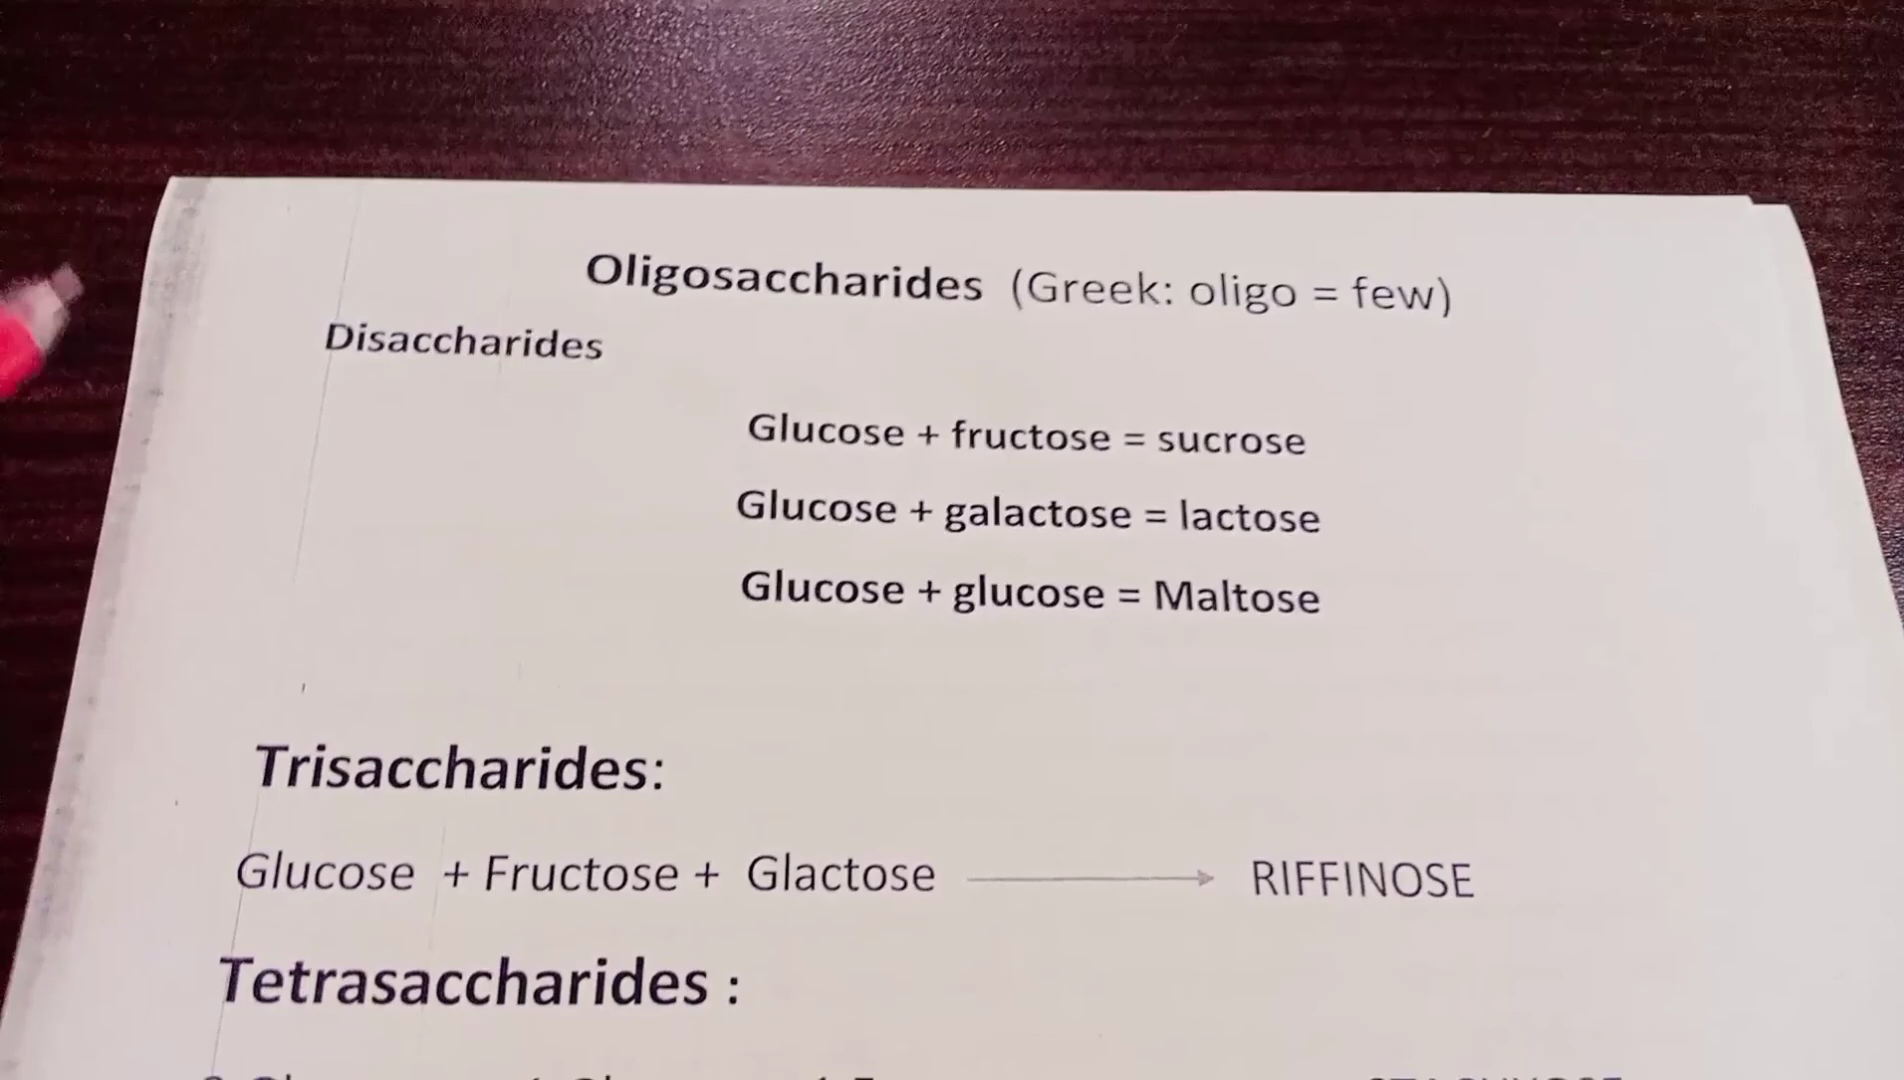 Oligosaccharides (Greek: oligo = few)
Disaccharides
Glucose + fructose = sucrose
Glucose + galactose = lactose
Glucose + glucose = Maltose
Trisaccharides:
Glucose + Fructose + Glactose → RIFFINOSE
Tetrasaccharides :